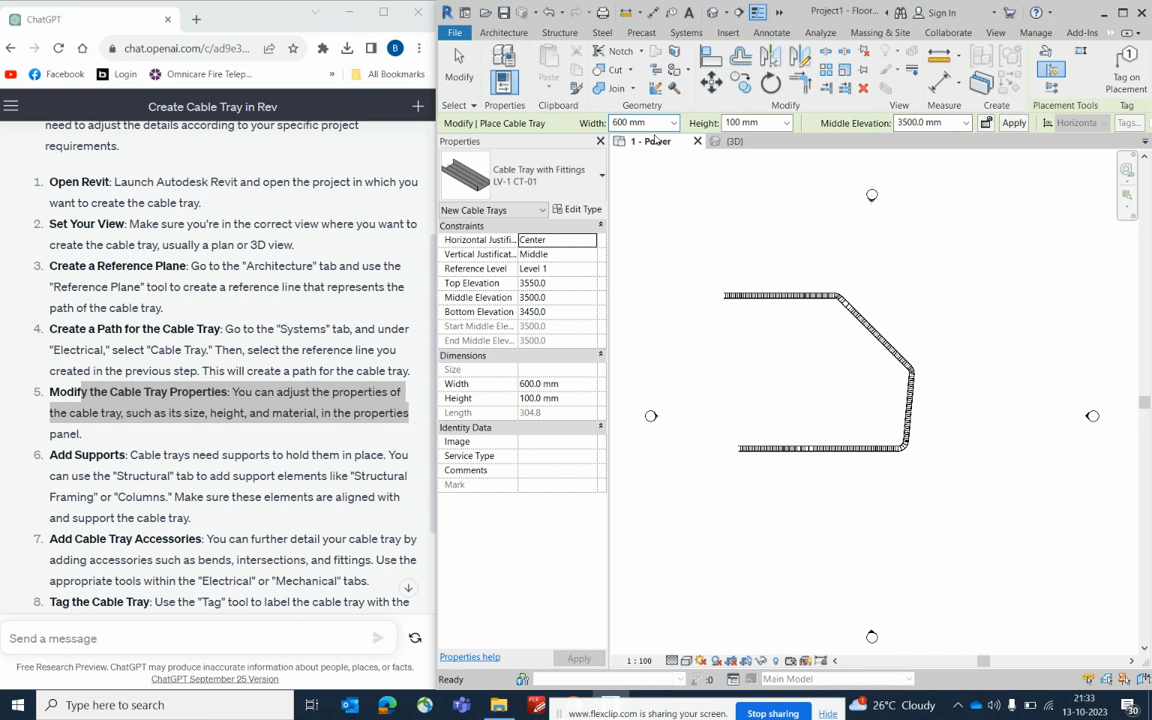 ChatGPT
chat.openai.com/c/ad9e3...
B
Facebook
Login
Omnicare Fire Telep...
»
All Bookmarks
Create Cable Tray in Rev
need to adjust the details according to your specific project
requirements.
1. Open Revit: Launch Autodesk Revit and open the project in which you
want to create the cable tray.
2. Set Your View: Make sure you're in the correct view where you want to
create the cable tray, usually a plan or 3D view.
3. Create a Reference Plane: Go to the "Architecture" tab and use the
"Reference Plane" tool to create a reference line that represents the
path of the cable tray.
4. Create a Path for the Cable Tray: Go to the "Systems" tab, and under
"Electrical," select "Cable Tray." Then, select the reference line you
created in the previous step. This will create a path for the cable tray.
5. Modify the Cable Tray Properties: You can adjust the properties of
the cable tray, such as its size, height, and material, in the properties
panel.
6. Add Supports: Cable trays need supports to hold them in place. You
can use the "Structural" tab to add support elements like "Structural
Framing" or "Columns." Make sure these elements are aligned with
and support the cable tray.
7. Add Cable Tray Accessories: You can further detail your cable tray by
adding accessories such as bends, intersections, and fittings. Use the
appropriate tools within the "Electrical" or "Mechanical" tabs.
8. Tag the Cable Tray: Use the "Tag" tool to label the cable tray with the
Send a message
Free Research Preview. ChatGPT may produce inaccurate information about people, places, or facts.
ChatGPT September 25 Version
Project1 - Floor...
Sign In
File Architecture Structure Steel Precast Systems Insert Annotate Analyze Massing & Site Collaborate View Manage Add-Ins
Modify
Paste
Notch
Cut
Join
Tag on
Placement
Select Properties Clipboard Geometry Modify View Measure Create Placement Tools Tag
Modify | Place Cable Tray Width: 600 mm Height: 100 mm Middle Elevation: 3500.0 mm Apply Horizonta Tags...
Properties
1 - Power
{3D}
Cable Tray with Fittings
LV-1 CT-01
New Cable Trays Edit Type
Constraints
Horizontal Justifi... Center
Vertical Justificat... Middle
Reference Level Level 1
Top Elevation 3550.0
Middle Elevation 3500.0
Bottom Elevation 3450.0
Start Middle Ele... 3500.0
End Middle Ele... 3500.0
Dimensions
Size
Width 600.0 mm
Height 100.0 mm
Length 304.8
Identity Data
Image
Service Type
Comments
Mark
Properties help Apply
1 : 100
Ready
:0
Main Model
Type here to search
www.flexclip.com is sharing your screen.
Stop sharing
Hide
26°C Cloudy
21:33
13-10-2023
30